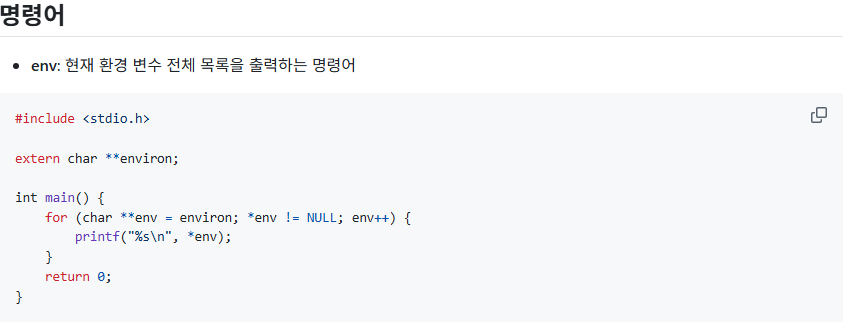 명령어
• env: 현재 환경 변수 전체 목록을 출력하는 명령어
#include <stdio.h>
extern char **environ;
int main() {
    for (char **env = environ; *env != NULL; env++) {
        printf("%s\n", *env);
    }
    return 0;
}